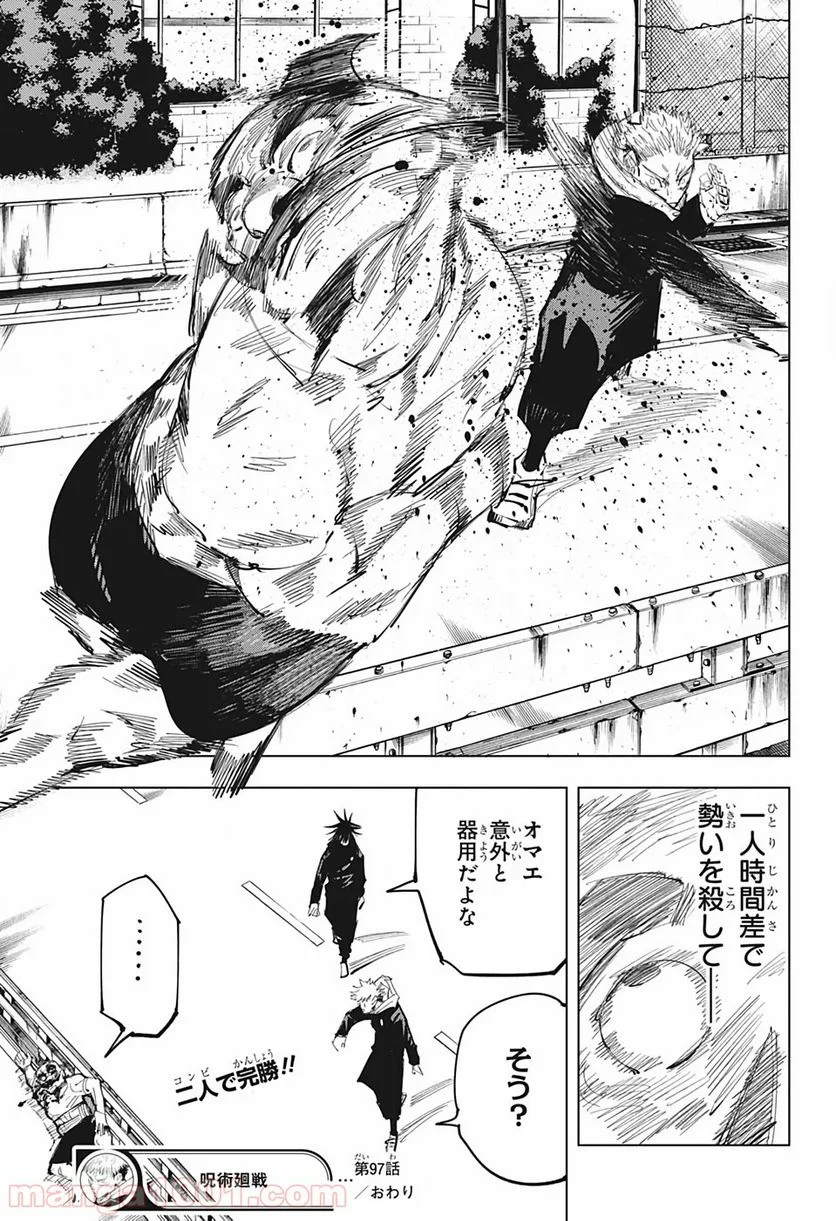 一人時間差で
勢いを殺して──
オマエ
意外と
器用だよな
そう？
……
二人で完勝!!
呪術廻戦
…第97話
／おわり